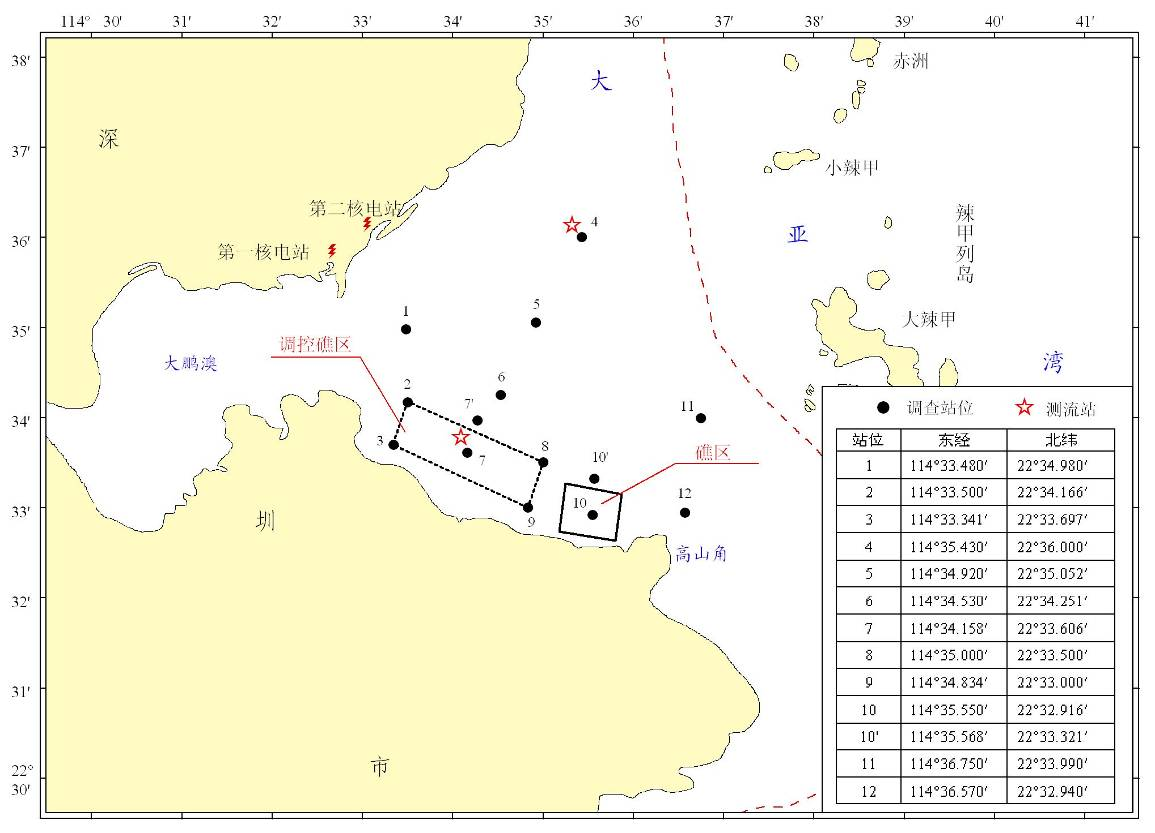 114° 30′ 31′ 32′ 33′ 34′ 35′ 36′ 37′ 38′ 39′ 40′ 41′
38′
37′
36′
35′
34′
33′
32′
31′
22°
30′
赤洲
大
深
小辣甲
第二核电站
辣甲列岛
4
亚
第一核电站
5
1
大辣甲
调控礁区
大鹏澳
湾
6
2
7'
11
3
8
7
礁区
10'
10
12
9
圳
高山角
市
调查站位 测流站
站位 东经 北纬
1 114°33.480′ 22°34.980′
2 114°33.500′ 22°34.166′
3 114°33.341′ 22°33.697′
4 114°35.430′ 22°36.000′
5 114°34.920′ 22°35.052′
6 114°34.530′ 22°34.251′
7 114°34.158′ 22°33.606′
8 114°35.000′ 22°33.500′
9 114°34.834′ 22°33.000′
10 114°35.550′ 22°32.916′
10' 114°35.568′ 22°33.321′
11 114°36.750′ 22°33.990′
12 114°36.570′ 22°32.940′